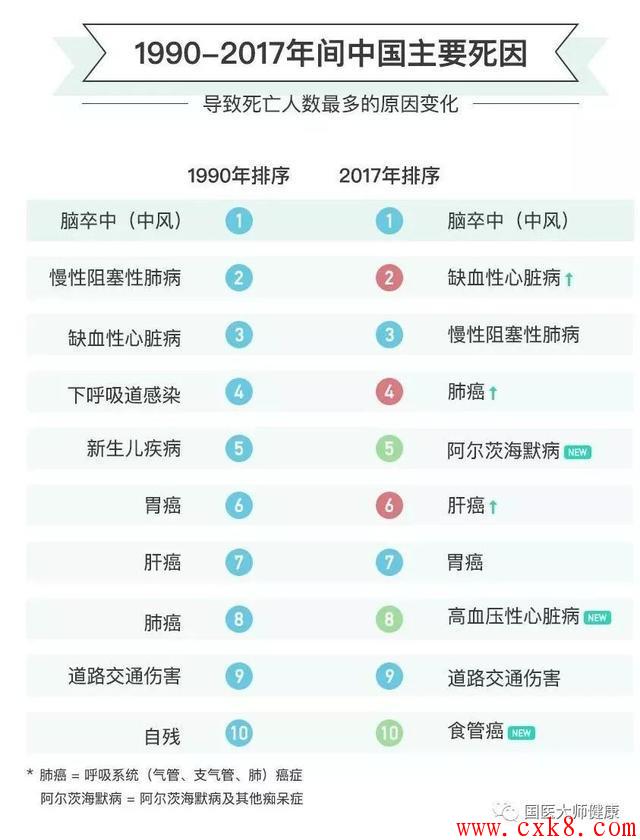 1990-2017年间中国主要死因
导致死亡人数最多的原因变化
1990年排序 2017年排序
脑卒中（中风） 1 1 脑卒中（中风）
慢性阻塞性肺病 2 2 缺血性心脏病↑
缺血性心脏病 3 3 慢性阻塞性肺病
下呼吸道感染 4 4 肺癌↑
新生儿疾病 5 5 阿尔茨海默病 NEW
胃癌 6 6 肝癌↑
肝癌 7 7 胃癌
肺癌 8 8 高血压性心脏病 NEW
道路交通伤害 9 9 道路交通伤害
自残 10 10 食管癌 NEW
* 肺癌 = 呼吸系统（气管、支气管、肺）癌症
阿尔茨海默病 = 阿尔茨海默病及其他痴呆症
国医大师健康
www.cxk8.com